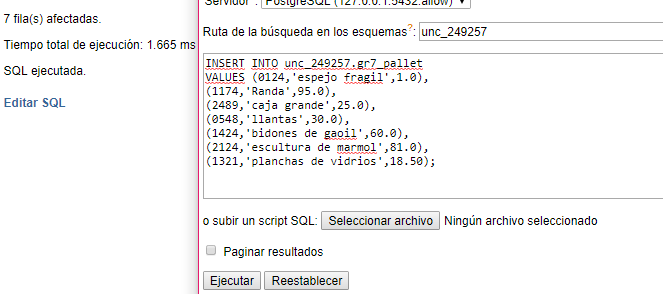 7 fila(s) afectadas.
Tiempo total de ejecución: 1.665 ms
SQL ejecutada.
Editar SQL
Servidor : PostgreSQL (127.0.0.1:5432:allow)
Ruta de la búsqueda en los esquemas?: unc_249257
INSERT INTO unc_249257.gr7_pallet
VALUES (0124,'espejo fragil',1.0),
(1174,'Randa',95.0),
(2489,'caja grande',25.0),
(0548,'llantas',30.0),
(1424,'bidones de gaoil',60.0),
(2124,'escultura de marmol',81.0),
(1321,'planchas de vidrios',18.50);
o subir un script SQL: Seleccionar archivo Ningún archivo seleccionado
Paginar resultados
Ejecutar Reestablecer